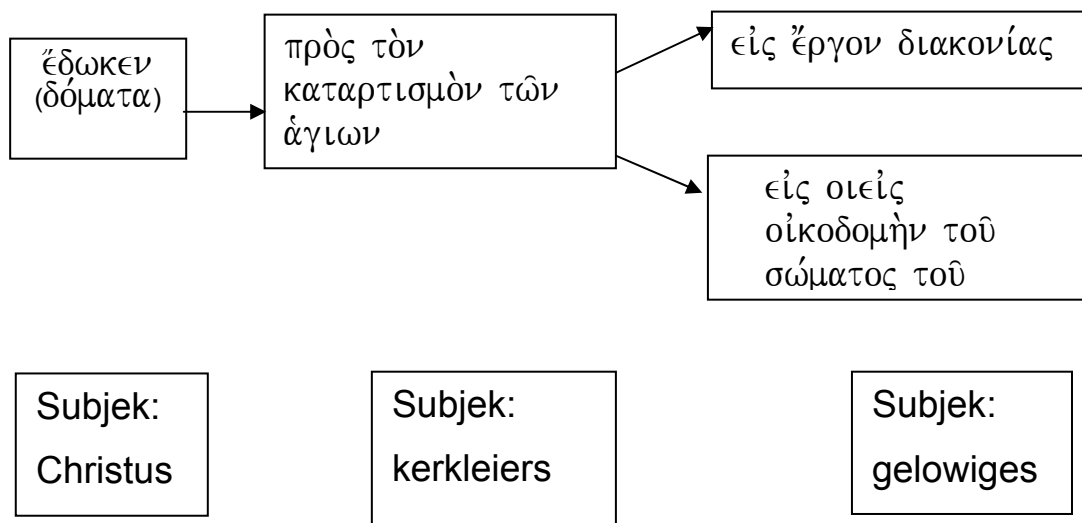 ἔδωκεν
(δόματα)
πρὸς τὸν
καταρτισμὸν τῶν
ἁγιων
εἰς ἔργον διακονίας
εἰς οιεἰς
οἰκοδομὴν τοῦ
σώματος τοῦ
Subjek:
Christus
Subjek:
kerkleiers
Subjek:
gelowiges